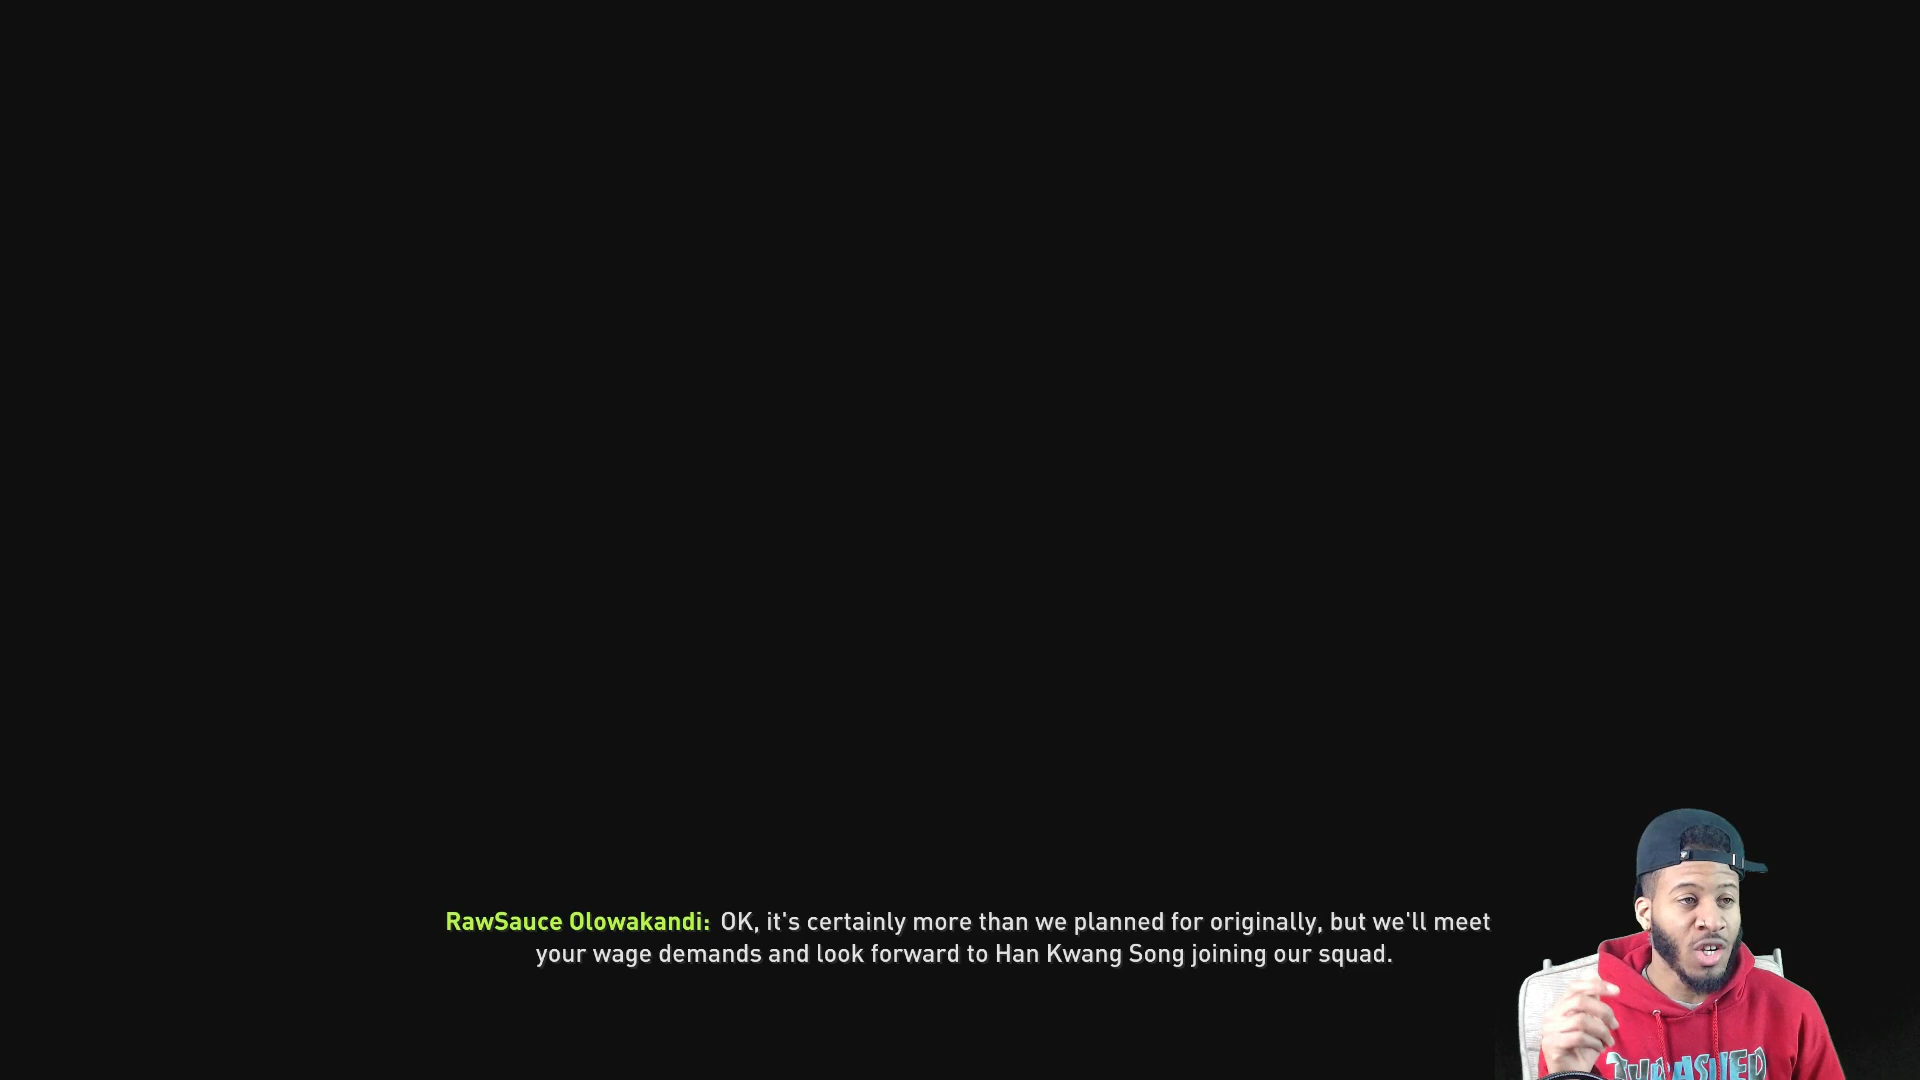 RawSauce Olowakandi: OK, it's certainly more than we planned for originally, but we'll meet
your wage demands and look forward to Han Kwang Song joining our squad.
THRASHER